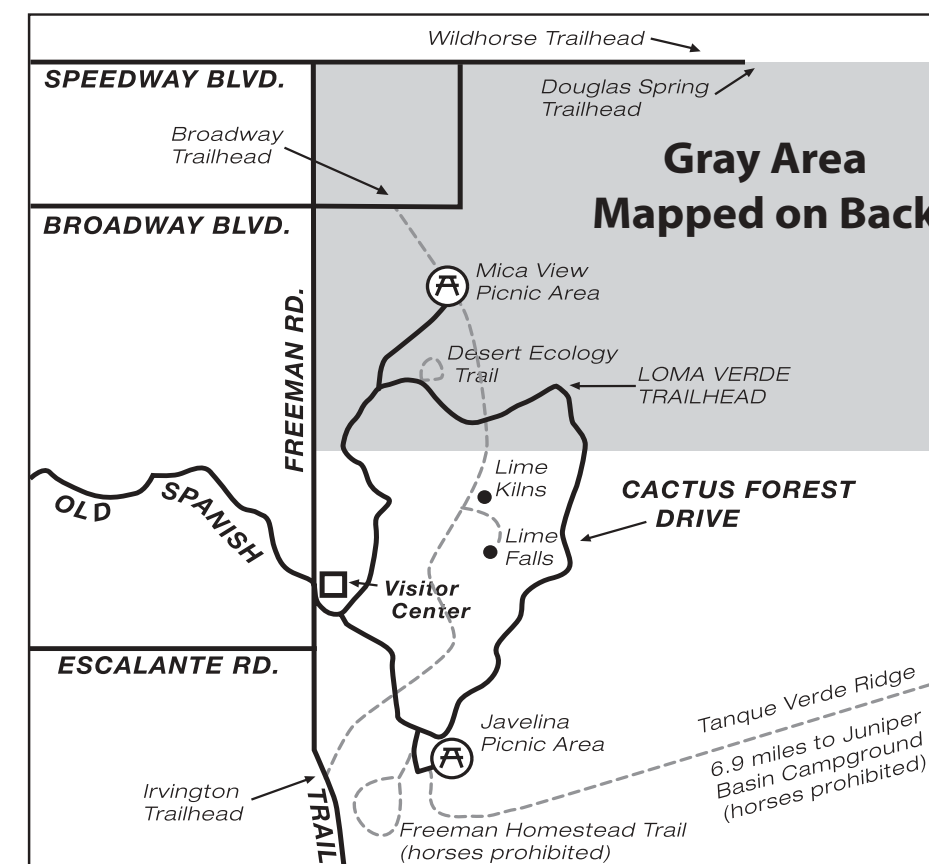 Wildhorse Trailhead
SPEEDWAY BLVD.
Douglas Spring
Trailhead
Broadway
Trailhead
Gray Area
Mapped on Back
BROADWAY BLVD.
Mica View
Picnic Area
FREEMAN RD.
Desert Ecology
Trail
LOMA VERDE
TRAILHEAD
Lime
Kilns
CACTUS FOREST
DRIVE
OLD
SPANISH
Lime
Falls
Visitor
Center
ESCALANTE RD.
Tanque Verde Ridge
6.9 miles to Juniper
Basin Campground
(horses prohibited)
Javelina
Picnic Area
Irvington
Trailhead
TRAIL
Freeman Homestead Trail
(horses prohibited)